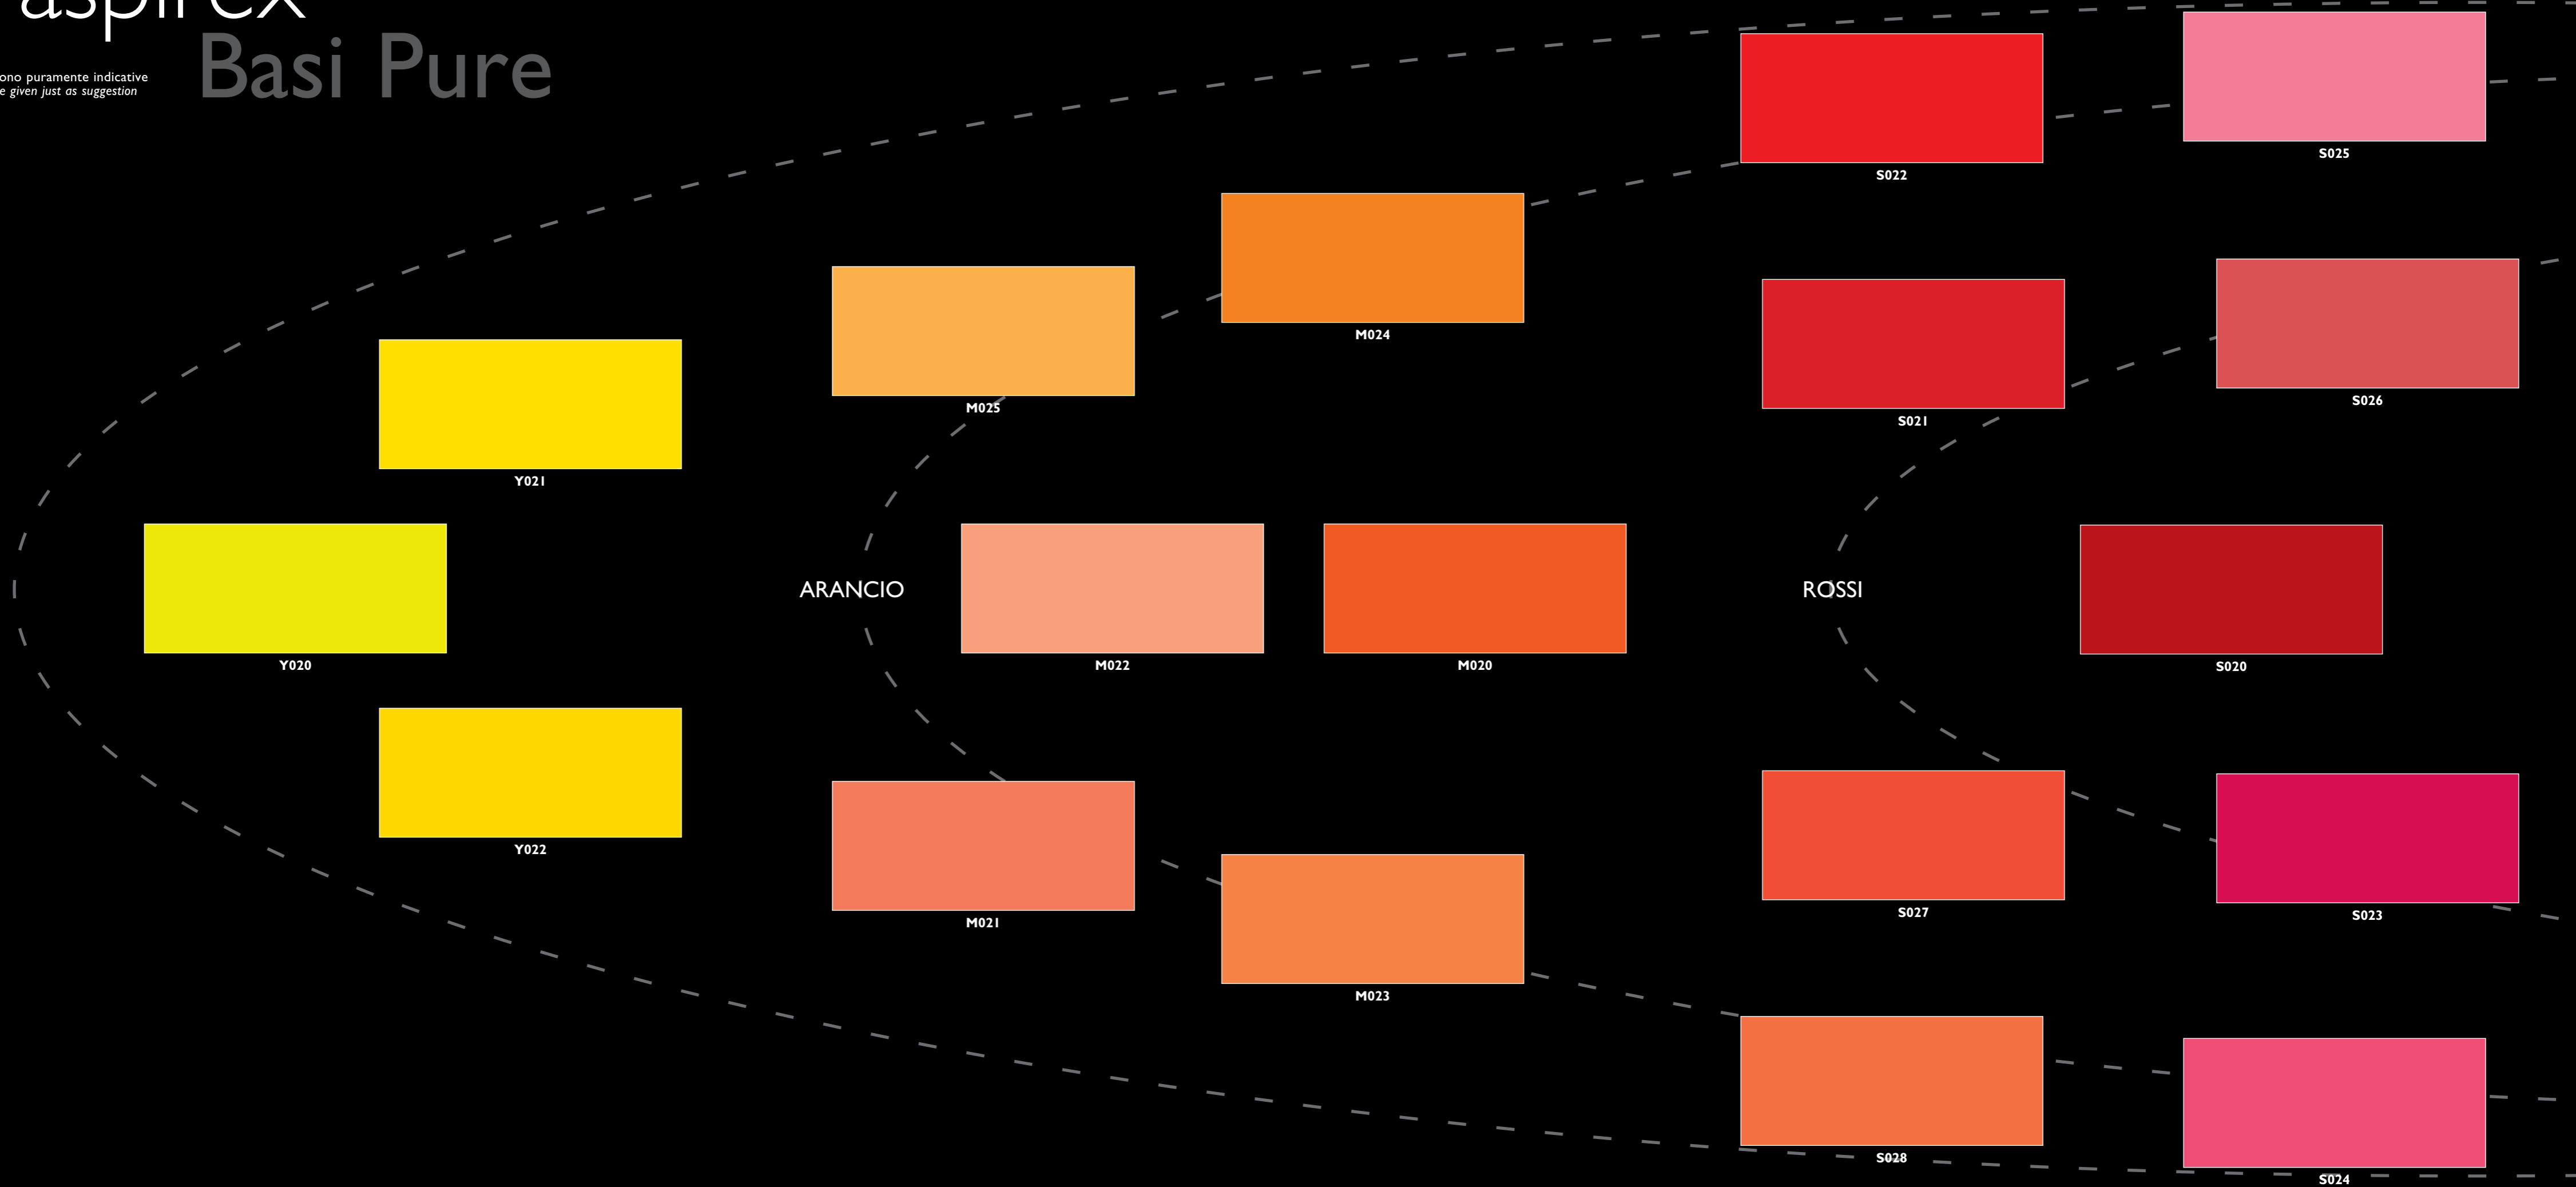 aspirex
Basi Pure
ono puramente indicative
e given just as suggestion
S022
S025
M024
M025
S021
S026
Y021
ARANCIO
ROSSI
Y020
M022
M020
S020
Y022
M021
S027
S023
M023
S028
S024